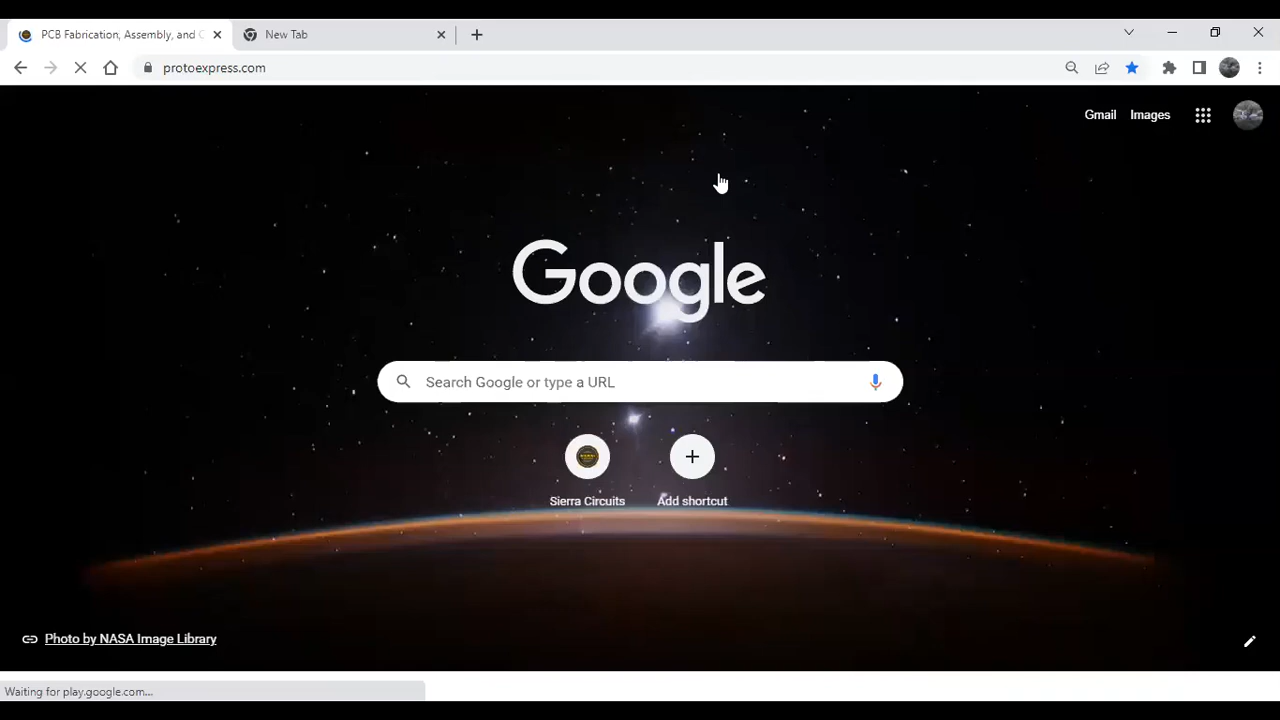 PCB Fabrication, Assembly, and C
New Tab
protoexpress.com
Gmail
Images
Google
Search Google or type a URL
Sierra Circuits
Add shortcut
Photo by NASA Image Library
Waiting for play.google.com...